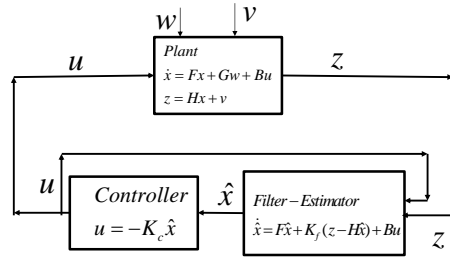 w v
Plant
ẋ = Fx + Gw + Bu
z = Hx + v
u
z
u
Controller
u = −K_c x̂
x̂
Filter – Estimator
x̂̇ = Fx̂ + K_f (z − Hx̂) + Bu
z